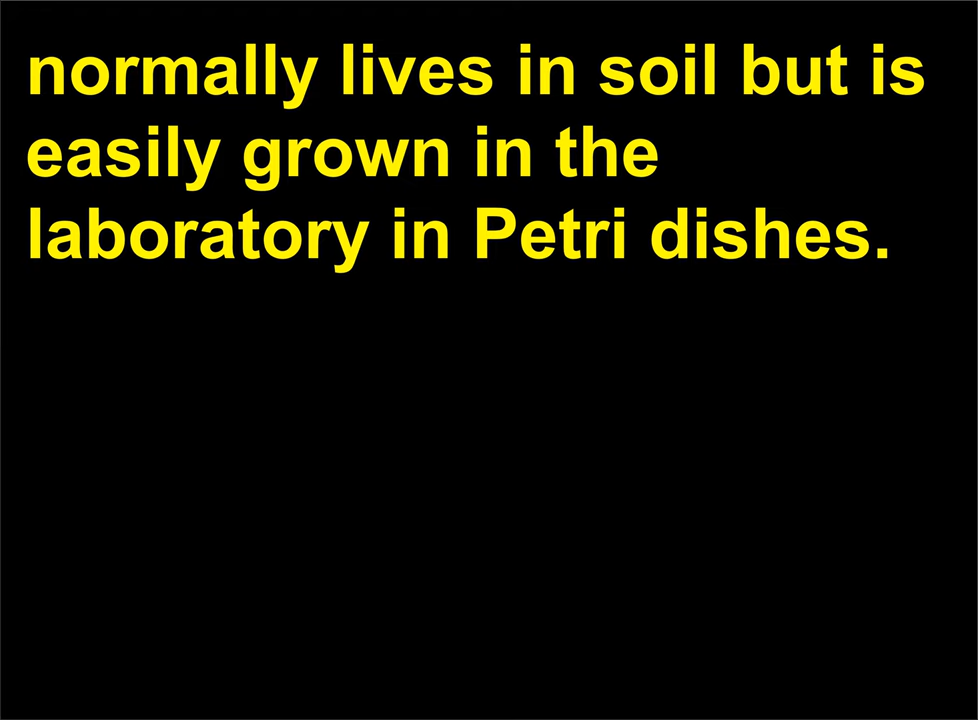 normally lives in soil but is
easily grown in the
laboratory in Petri dishes.